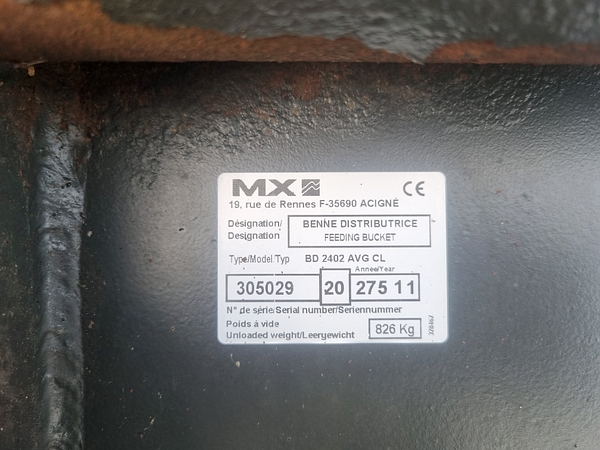 MX CE
19, rue de Rennes F-35690 ACIGNÉ
Désignation/ BENNE DISTRIBUTRICE
Designation FEEDING BUCKET
Type/Model/Typ BD 2402 AVG CL
Année/Year
305029 20 275 11
N° de série/Serial number/Seriennummer
Poids à vide
Unloaded weight/Leergewicht 826 Kg